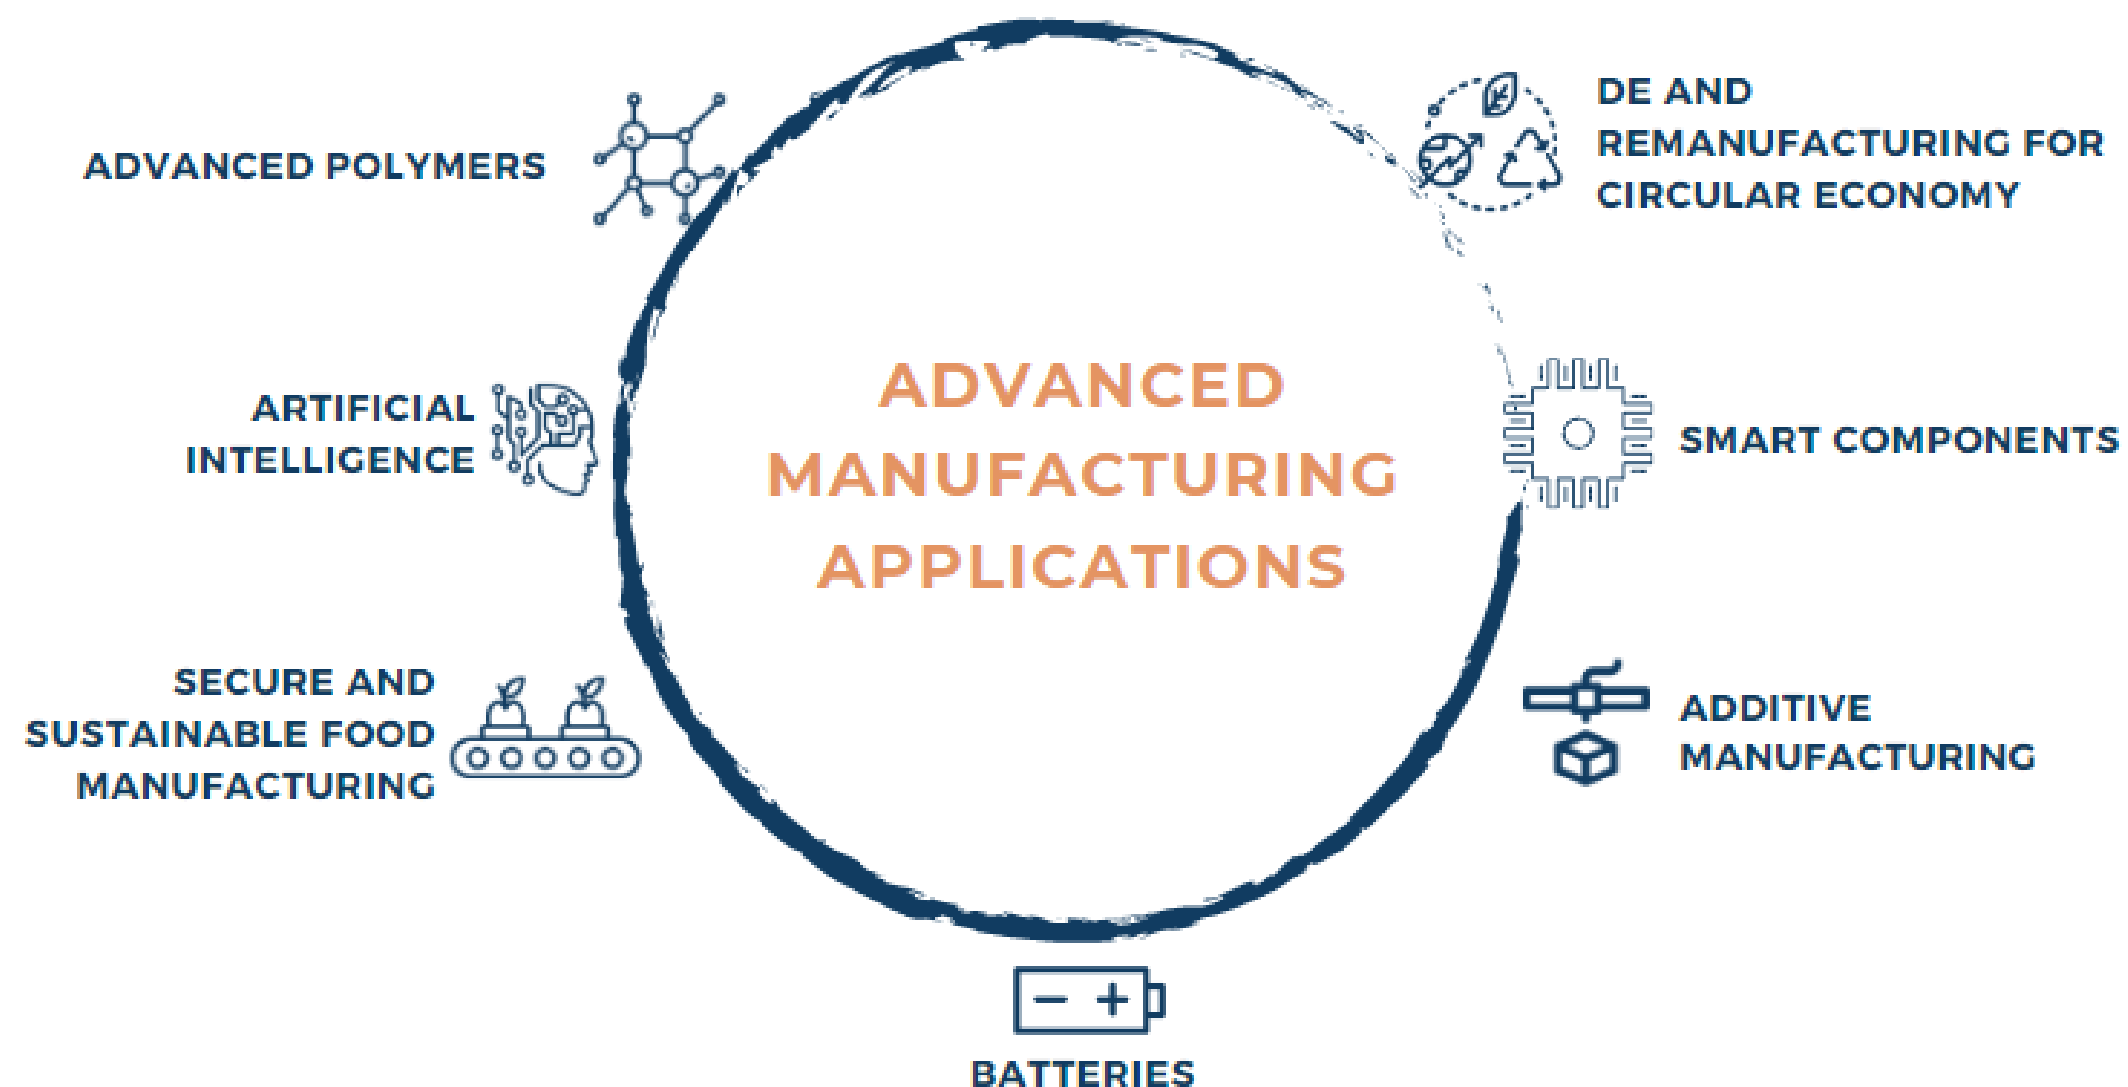 ADVANCED POLYMERS
DE AND
REMANUFACTURING FOR
CIRCULAR ECONOMY
ARTIFICIAL
INTELLIGENCE
ADVANCED
MANUFACTURING
APPLICATIONS
SMART COMPONENTS
SECURE AND
SUSTAINABLE FOOD
MANUFACTURING
ADDITIVE
MANUFACTURING
BATTERIES